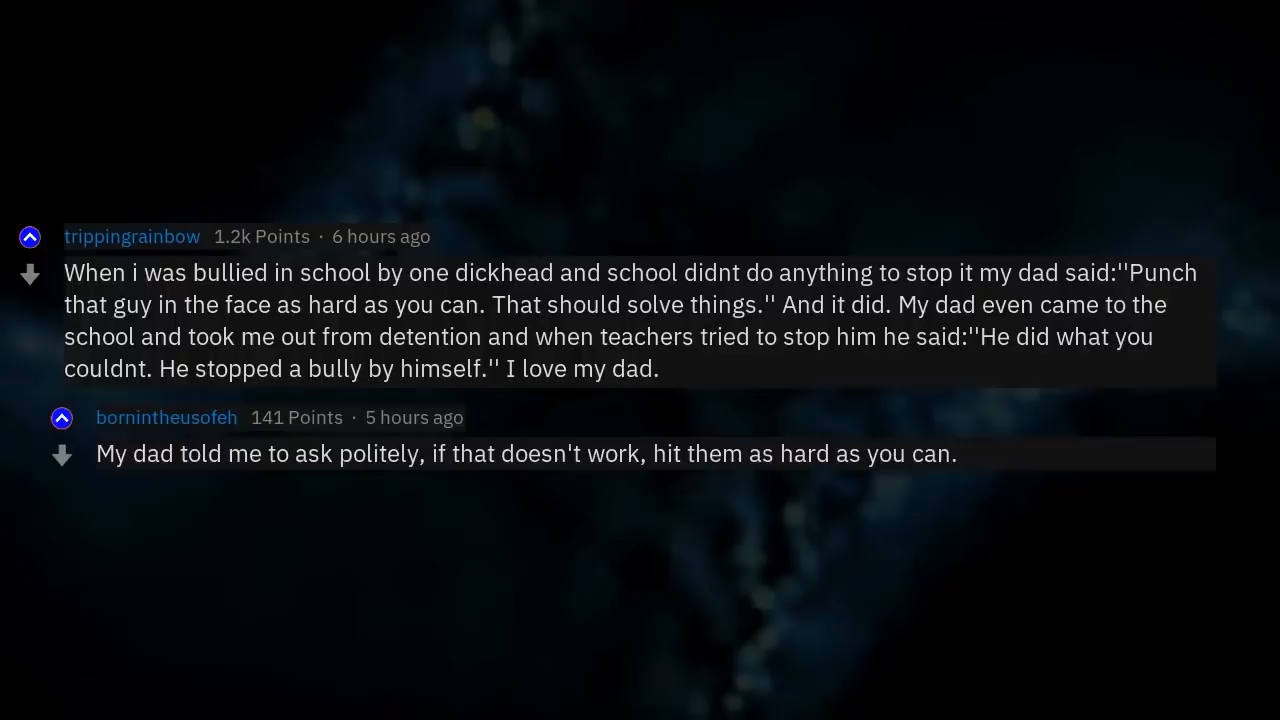 trippingrainbow 1.2k Points · 6 hours ago
When i was bullied in school by one dickhead and school didnt do anything to stop it my dad said:''Punch
that guy in the face as hard as you can. That should solve things.'' And it did. My dad even came to the
school and took me out from detention and when teachers tried to stop him he said:''He did what you
couldnt. He stopped a bully by himself.'' I love my dad.
bornintheusofeh 141 Points · 5 hours ago
My dad told me to ask politely, if that doesn't work, hit them as hard as you can.